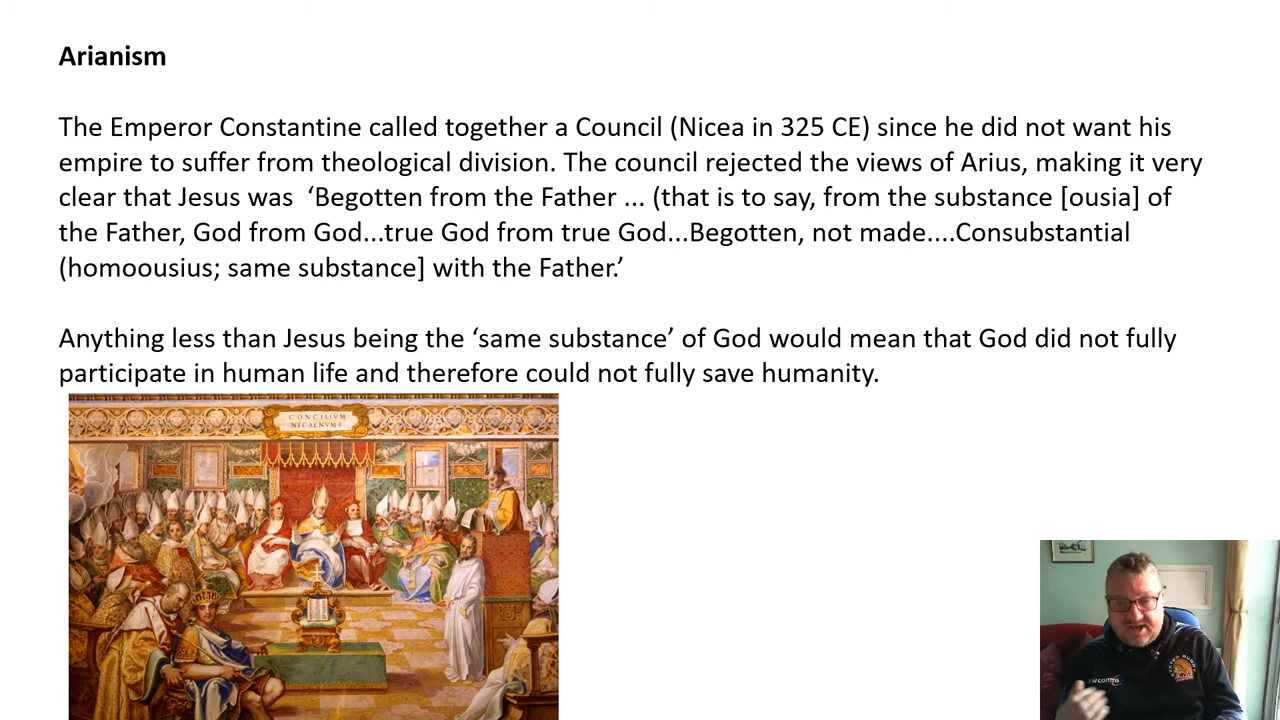 Arianism
The Emperor Constantine called together a Council (Nicea in 325 CE) since he did not want his
empire to suffer from theological division. The council rejected the views of Arius, making it very
clear that Jesus was  ‘Begotten from the Father ... (that is to say, from the substance [ousia] of
the Father, God from God...true God from true God...Begotten, not made....Consubstantial
(homoousius; same substance] with the Father.’
Anything less than Jesus being the ‘same substance’ of God would mean that God did not fully
participate in human life and therefore could not fully save humanity.
CONCILIVM
NICAENVM·I